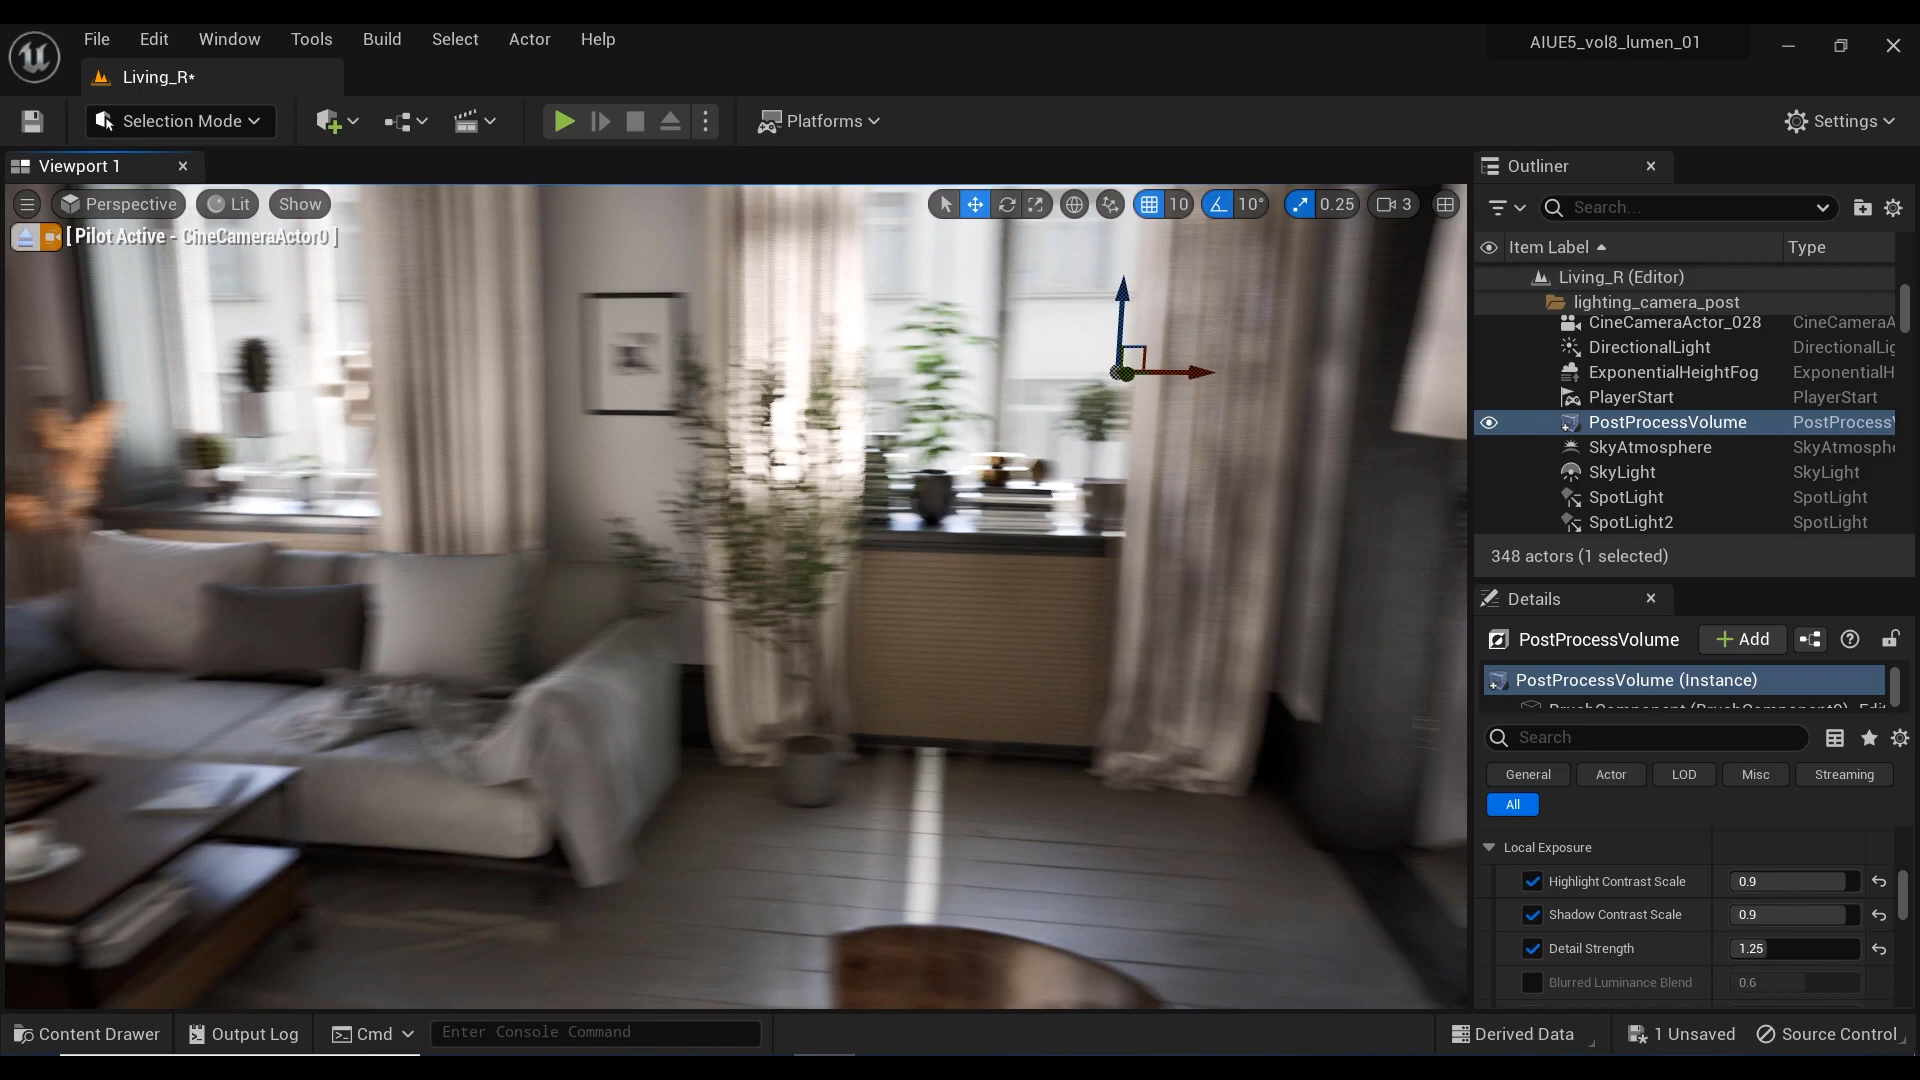 File Edit Window Tools Build Select Actor Help
AIUE5_vol8_lumen_01
Living_R*
Selection Mode
Platforms
Settings
Viewport 1
Perspective
Lit
Show
10
10°
0.25
3
[ Pilot Active - CineCameraActor0 ]
Outliner
Search...
Item Label
Type
Living_R (Editor)
lighting_camera_post
CineCameraActor_028 CineCameraA
DirectionalLight DirectionalLig
ExponentialHeightFog ExponentialH
PlayerStart PlayerStart
PostProcessVolume PostProcessV
SkyAtmosphere SkyAtmosphe
SkyLight SkyLight
SpotLight SpotLight
SpotLight2 SpotLight
348 actors (1 selected)
Details
PostProcessVolume
Add
PostProcessVolume (Instance)
Search
General Actor LOD Misc Streaming
All
Local Exposure
Highlight Contrast Scale 0.9
Shadow Contrast Scale 0.9
Detail Strength 1.25
Blurred Luminance Blend 0.6
Content Drawer
Output Log
Cmd
Enter Console Command
Derived Data
1 Unsaved
Source Control